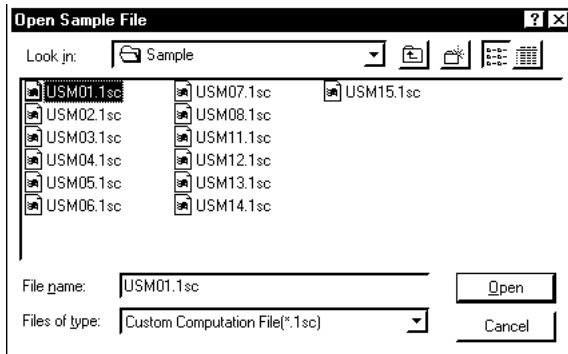 Open Sample File
Look in: Sample
USM01.1sc USM07.1sc USM15.1sc
USM02.1sc USM08.1sc
USM03.1sc USM11.1sc
USM04.1sc USM12.1sc
USM05.1sc USM13.1sc
USM06.1sc USM14.1sc
File name: USM01.1sc Open
Files of type: Custom Computation File(*.1sc) Cancel